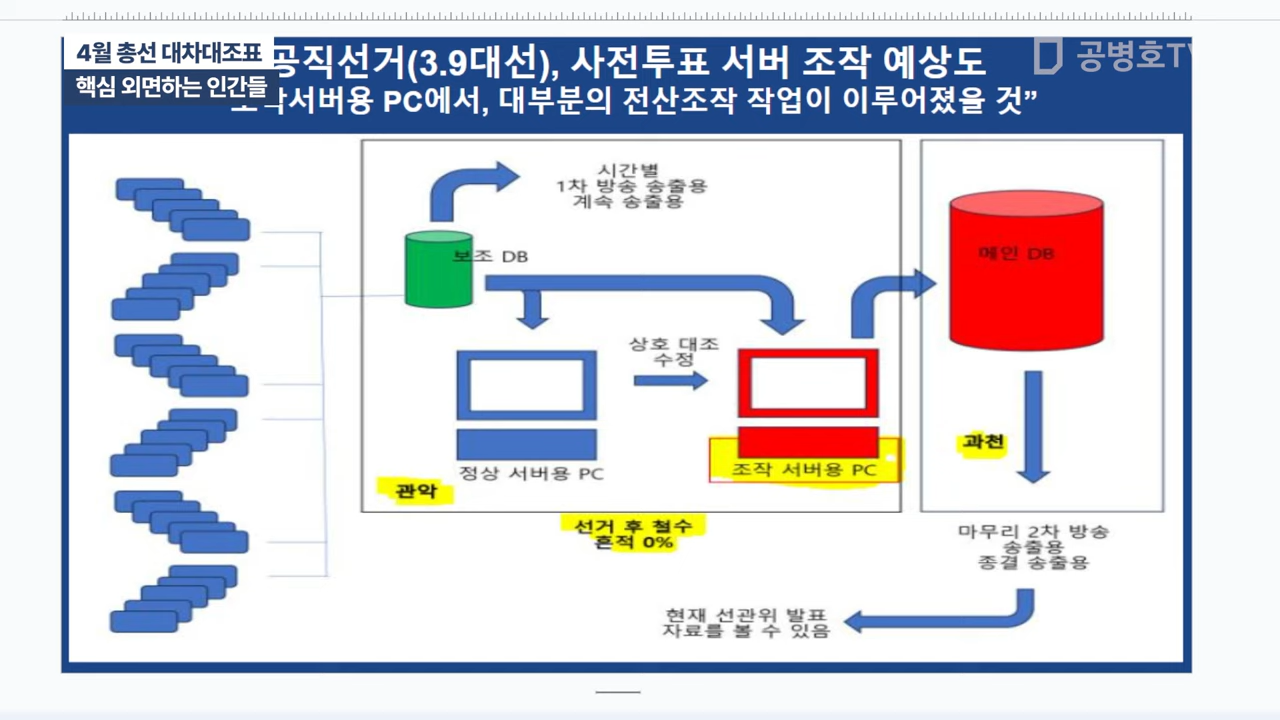 4월 총선 대차대조표
핵심 외면하는 인간들
공직선거(3.9대선), 사전투표 서버 조작 예상도
PC에서, 대부분의 전산조작 작업이 이루어졌을 것”
공병호TV
시간별
1차 방송 송출용
계속 송출용
보조 DB
메인 DB
상호 대조
수정
정상 서버용 PC
조작 서버용 PC
관악
과천
선거 후 철수
흔적 0%
마무리 2차 방송
송출용
종결 송출용
현재 선관위 발표
자료를 볼 수 있음